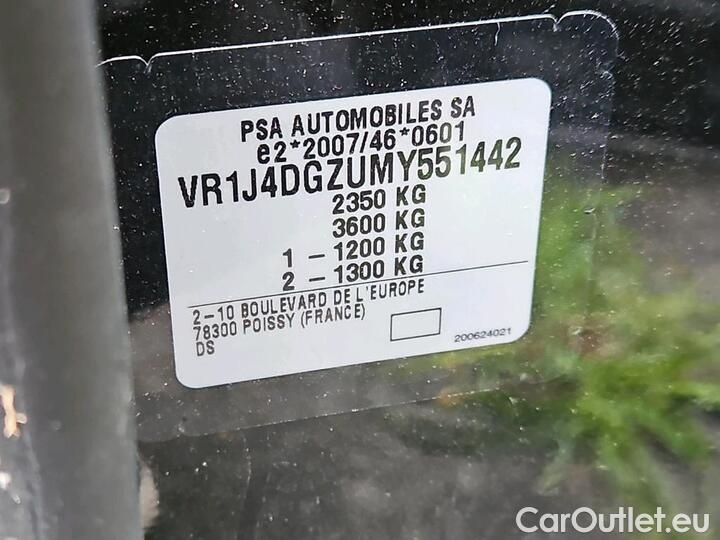 PSA AUTOMOBILES SA
e2*2007/46*0601
VR1J4DGZUMY551442
2350 KG
3600 KG
1 - 1200 KG
2 - 1300 KG
2-10 BOULEVARD DE L'EUROPE
78300 POISSY (FRANCE)
DS
200624021
CarOutlet.eu